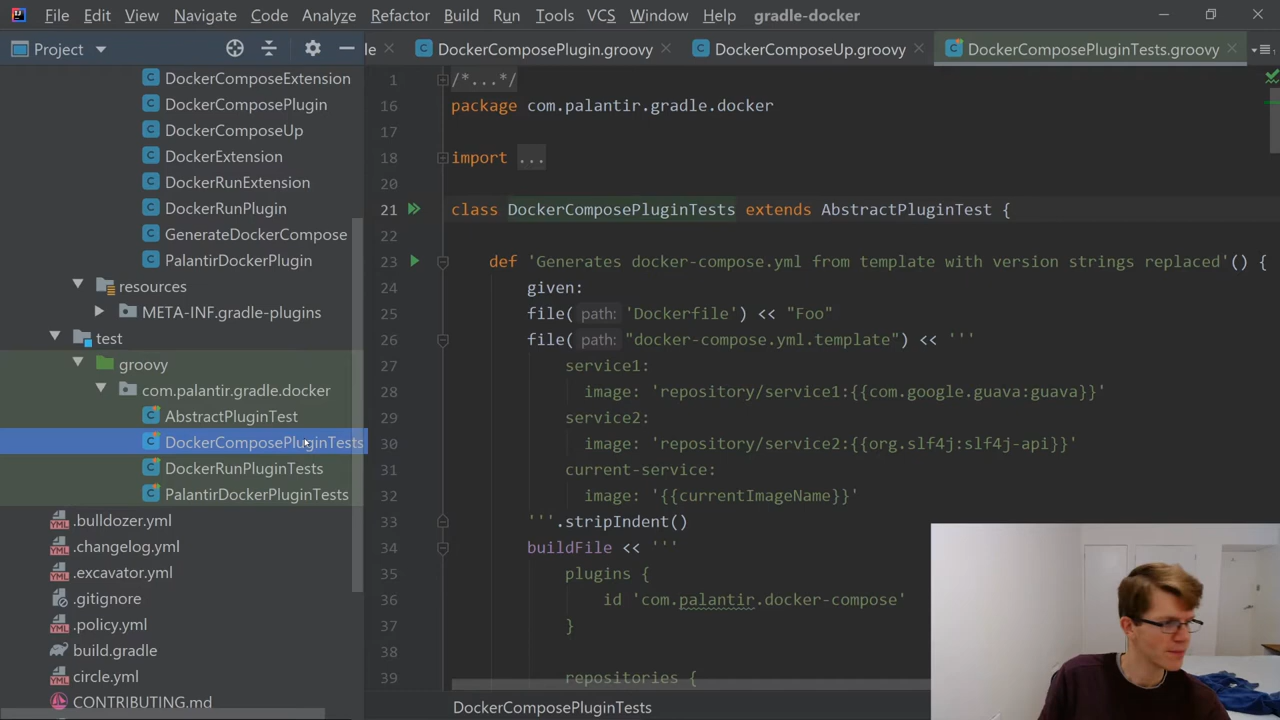 File Edit View Navigate Code Analyze Refactor Build Run Tools VCS Window Help gradle-docker
Project
le DockerComposePlugin.groovy DockerComposeUp.groovy DockerComposePluginTests.groovy
DockerComposeExtension
DockerComposePlugin
DockerComposeUp
DockerExtension
DockerRunExtension
DockerRunPlugin
GenerateDockerCompose
PalantirDockerPlugin
resources
META-INF.gradle-plugins
test
groovy
com.palantir.gradle.docker
AbstractPluginTest
DockerComposePluginTests
DockerRunPluginTests
PalantirDockerPluginTests
YML .bulldozer.yml
YML .changelog.yml
YML .excavator.yml
.gitignore
YML .policy.yml
build.gradle
YML circle.yml
CONTRIBUTING.md
1 /*...*/
16 package com.palantir.gradle.docker
17
18 import ...
20
21 class DockerComposePluginTests extends AbstractPluginTest {
22
23 def 'Generates docker-compose.yml from template with version strings replaced'() {
24 given:
25 file( path: 'Dockerfile') << "Foo"
26 file( path: "docker-compose.yml.template") << '''
27 service1:
28 image: 'repository/service1:{{com.google.guava:guava}}'
29 service2:
30 image: 'repository/service2:{{org.slf4j:slf4j-api}}'
31 current-service:
32 image: '{{currentImageName}}'
33 '''.stripIndent()
34 buildFile << '''
35 plugins {
36 id 'com.palantir.docker-compose'
37 }
38
39 repositories {
DockerComposePluginTests